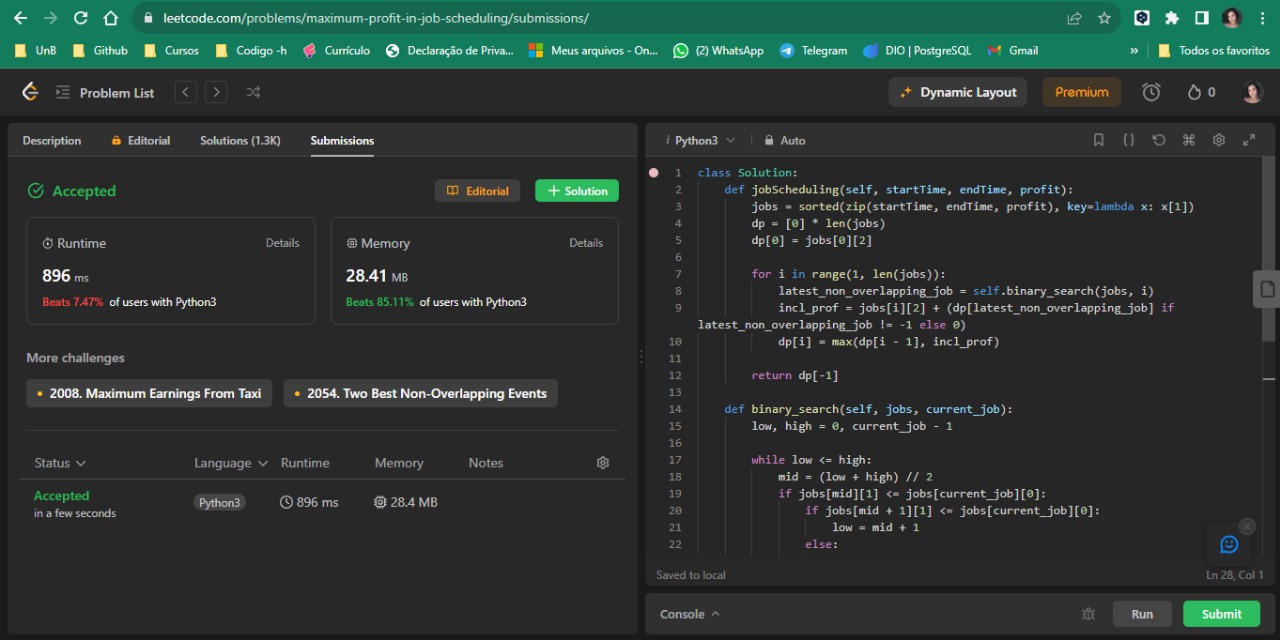 leetcode.com/problems/maximum-profit-in-job-scheduling/submissions/
UnB Github Cursos Codigo -h Currículo Declaração de Priva... Meus arquivos - On... (2) WhatsApp Telegram DIO | PostgreSQL Gmail » Todos os favoritos
Problem List Dynamic Layout Premium 0
Description Editorial Solutions (1.3K) Submissions
Accepted Editorial + Solution
Runtime Details Memory Details
896 ms 28.41 MB
Beats 7.47% of users with Python3 Beats 85.11% of users with Python3
More challenges
• 2008. Maximum Earnings From Taxi • 2054. Two Best Non-Overlapping Events
Status Language Runtime Memory Notes
Accepted Python3 896 ms 28.4 MB
in a few seconds
i Python3 Auto {}
1 class Solution:
2 def jobScheduling(self, startTime, endTime, profit):
3 jobs = sorted(zip(startTime, endTime, profit), key=lambda x: x[1])
4 dp = [0] * len(jobs)
5 dp[0] = jobs[0][2]
6
7 for i in range(1, len(jobs)):
8 latest_non_overlapping_job = self.binary_search(jobs, i)
9 incl_prof = jobs[i][2] + (dp[latest_non_overlapping_job] if
latest_non_overlapping_job != -1 else 0)
10 dp[i] = max(dp[i - 1], incl_prof)
11
12 return dp[-1]
13
14 def binary_search(self, jobs, current_job):
15 low, high = 0, current_job - 1
16
17 while low <= high:
18 mid = (low + high) // 2
19 if jobs[mid][1] <= jobs[current_job][0]:
20 if jobs[mid + 1][1] <= jobs[current_job][0]:
21 low = mid + 1
22 else:
Saved to local Ln 28, Col 1
Console Run Submit